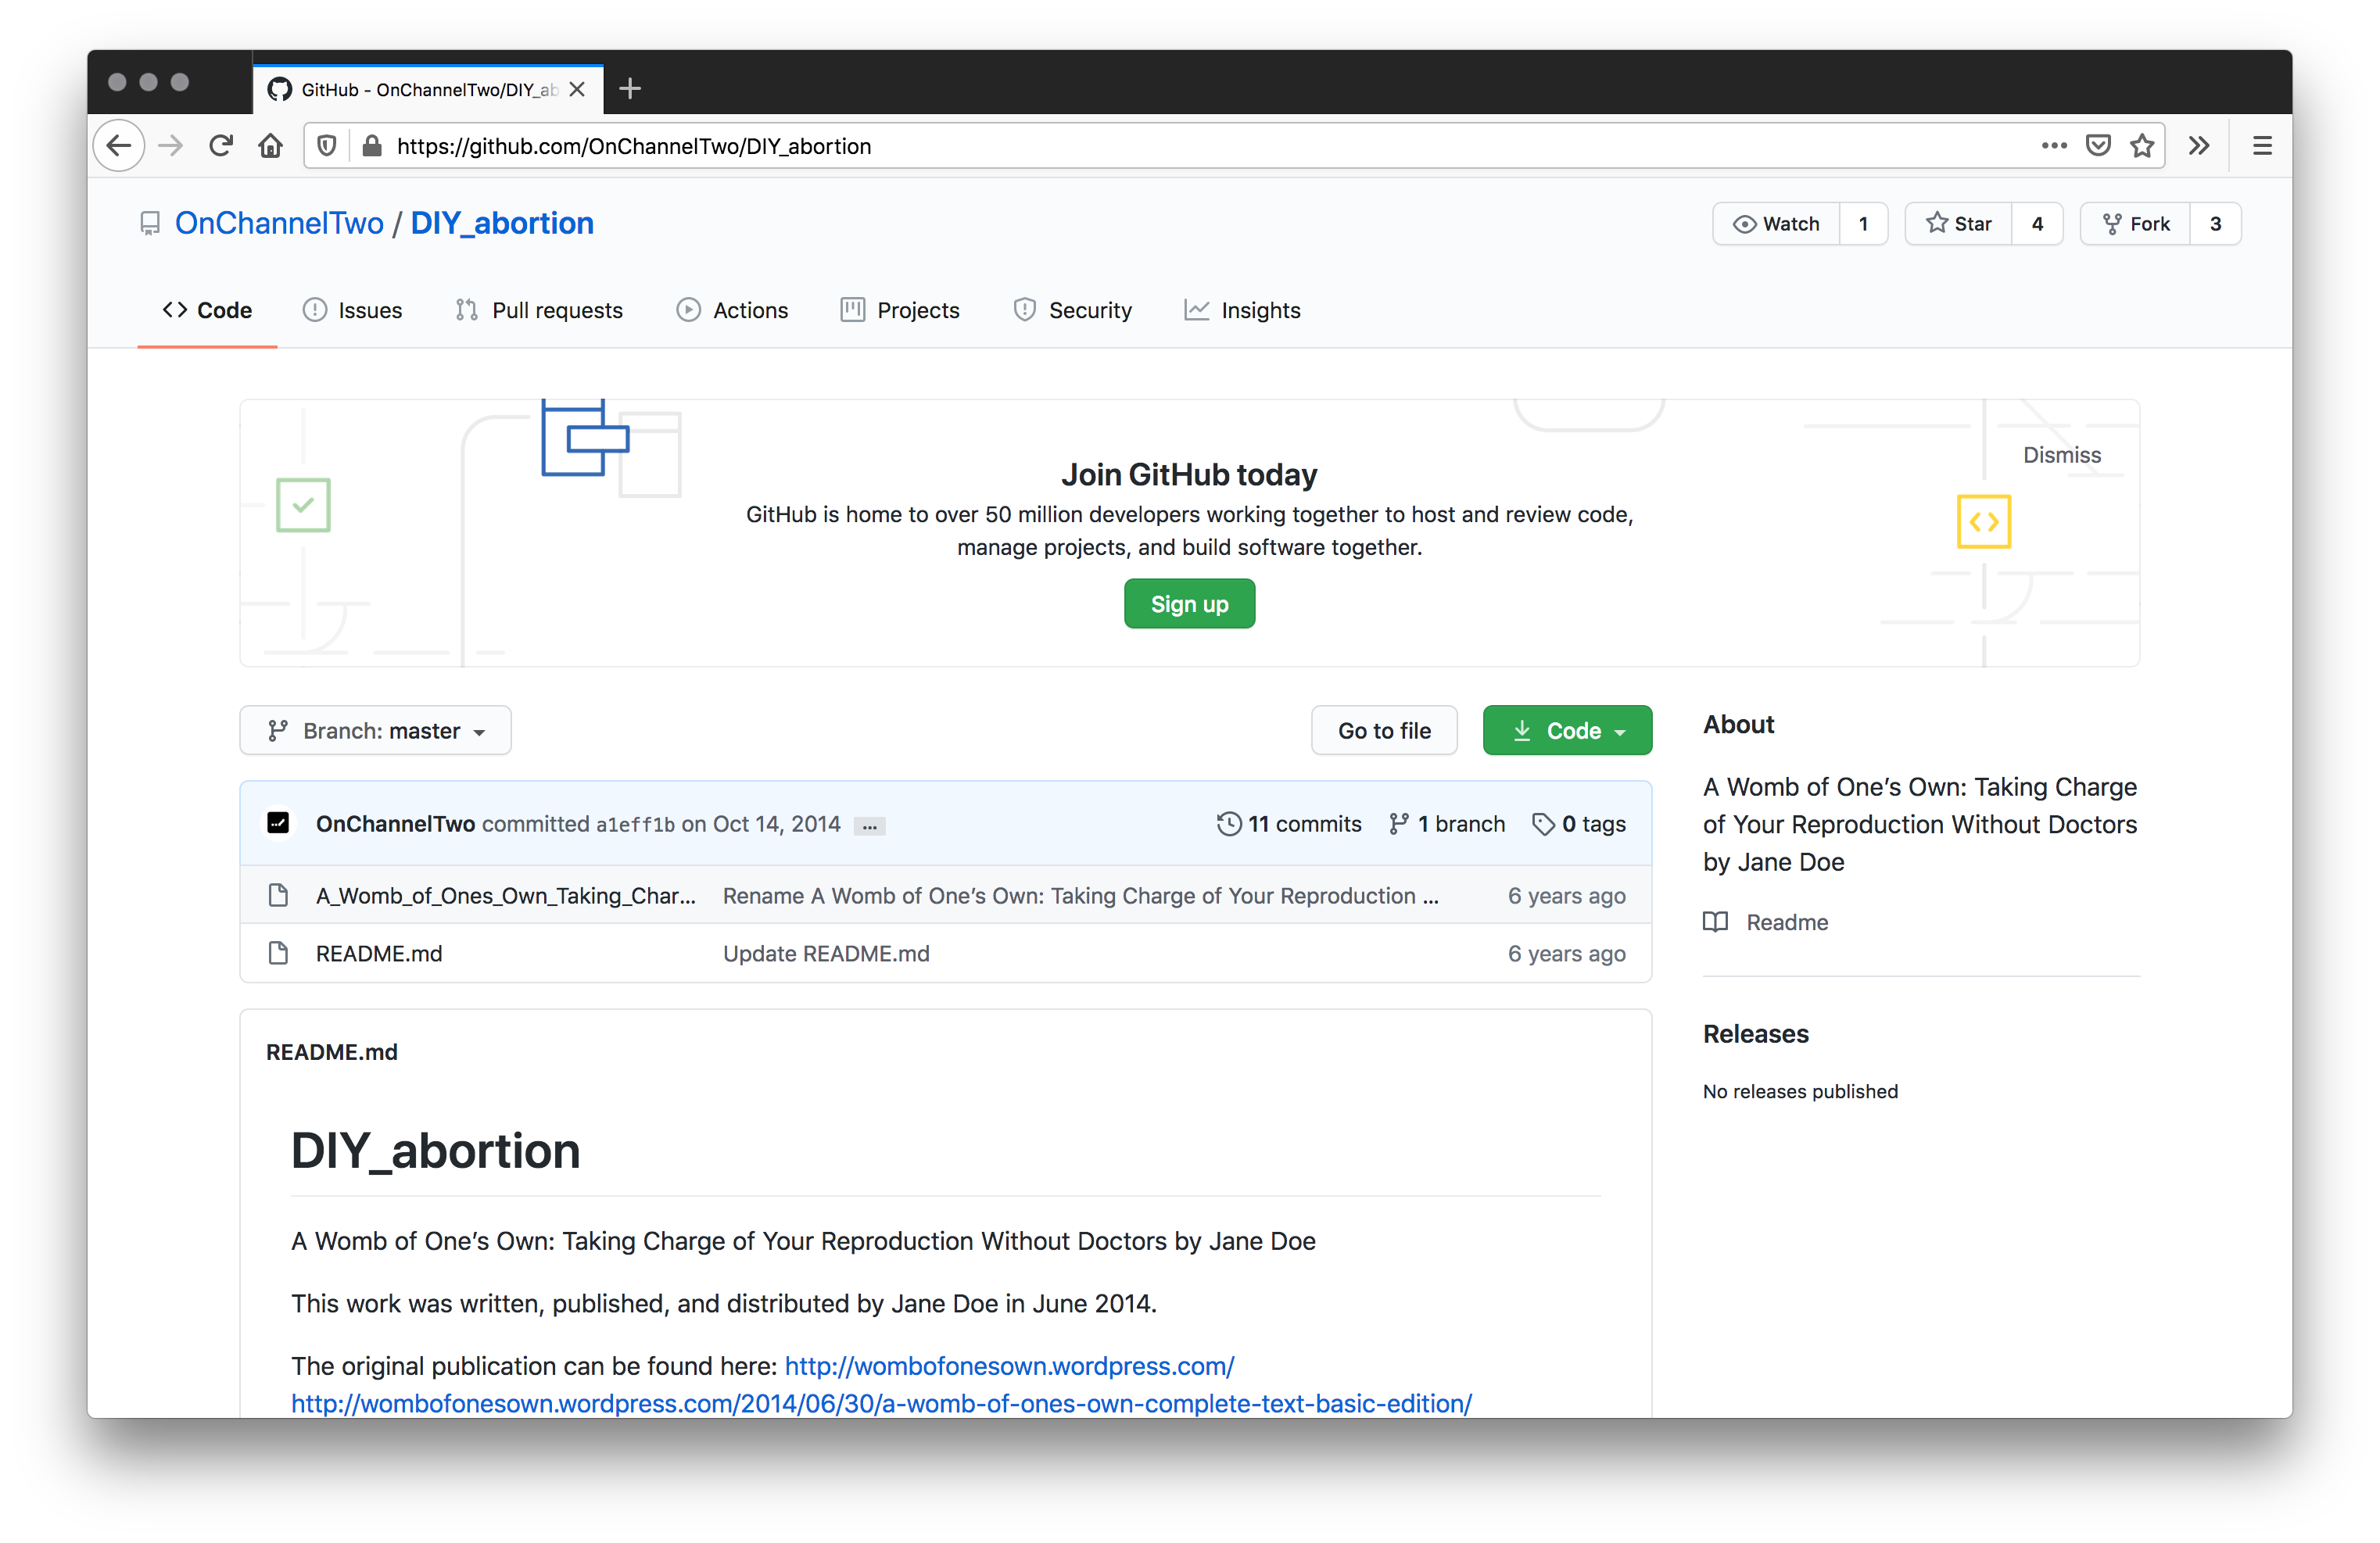 GitHub - OnChannelTwo/DIY_ab
https://github.com/OnChannelTwo/DIY_abortion
OnChannelTwo / DIY_abortion
Watch 1 Star 4 Fork 3
Code Issues Pull requests Actions Projects Security Insights
Dismiss
Join GitHub today
GitHub is home to over 50 million developers working together to host and review code,
manage projects, and build software together.
Sign up
Branch: master Go to file Code
OnChannelTwo committed a1eff1b on Oct 14, 2014 ... 11 commits 1 branch 0 tags
A_Womb_of_Ones_Own_Taking_Char... Rename A Womb of One’s Own: Taking Charge of Your Reproduction ... 6 years ago
README.md Update README.md 6 years ago
README.md
DIY_abortion
A Womb of One’s Own: Taking Charge of Your Reproduction Without Doctors by Jane Doe
This work was written, published, and distributed by Jane Doe in June 2014.
The original publication can be found here: http://wombofonesown.wordpress.com/
http://wombofonesown.wordpress.com/2014/06/30/a-womb-of-ones-own-complete-text-basic-edition/
About
A Womb of One’s Own: Taking Charge
of Your Reproduction Without Doctors
by Jane Doe
Readme
Releases
No releases published